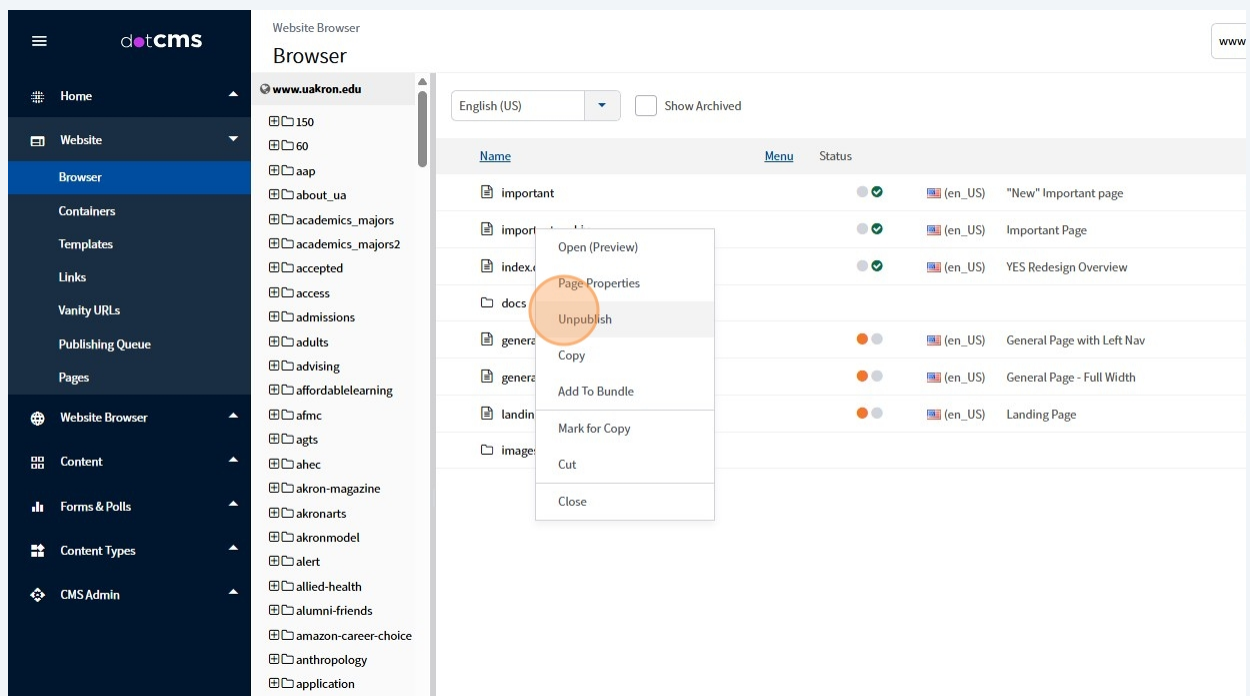 dotCMS
Home
Website
Browser
Containers
Templates
Links
Vanity URLs
Publishing Queue
Pages
Website Browser
Content
Forms & Polls
Content Types
CMS Admin
Website Browser
Browser
www
www.uakron.edu
150
60
aap
about_ua
academics_majors
academics_majors2
accepted
access
admissions
adults
advising
affordablelearning
afmc
agts
ahec
akron-magazine
akronarts
akronmodel
alert
allied-health
alumni-friends
amazon-career-choice
anthropology
application
English (US)
Show Archived
Name Menu Status
important (en_US) "New" Important page
(en_US) Important Page
index. (en_US) YES Redesign Overview
docs
genera (en_US) General Page with Left Nav
genera (en_US) General Page - Full Width
landin (en_US) Landing Page
images
Open (Preview)
Page Properties
Unpublish
Copy
Add To Bundle
Mark for Copy
Cut
Close